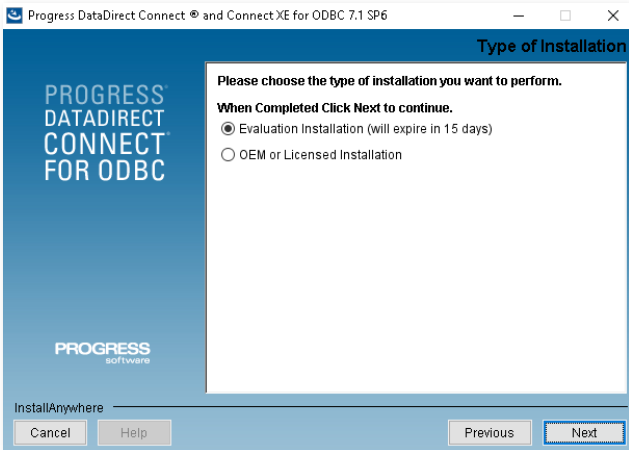 Progress DataDirect Connect ® and Connect XE for ODBC 7.1 SP6
Type of Installation
PROGRESS
DATADIRECT
CONNECT
FOR ODBC
Please choose the type of installation you want to perform.
When Completed Click Next to continue.
Evaluation Installation (will expire in 15 days)
OEM or Licensed Installation
PROGRESS
software
InstallAnywhere
Cancel Help Previous Next